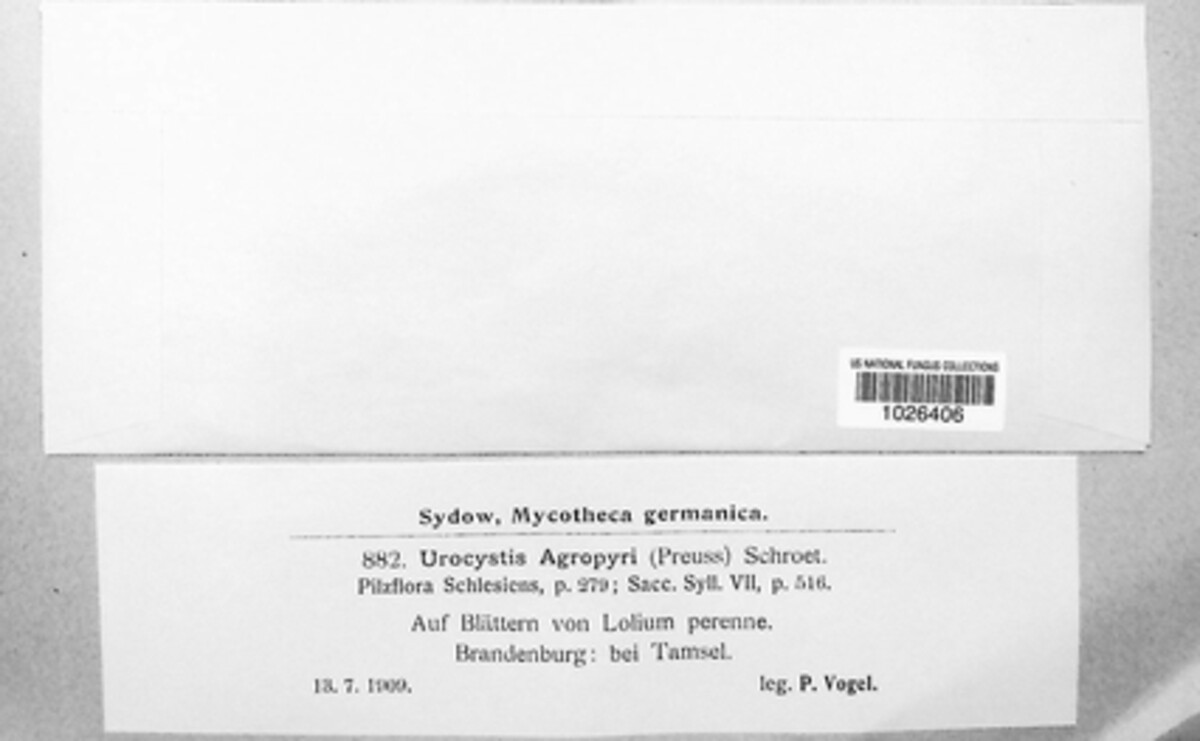 US NATIONAL FUNGUS COLLECTIONS
1026406
Sydow, Mycotheca germanica.
882. Urocystis Agropyri (Preuss) Schroet.
Pilzflora Schlesiens, p. 279; Sacc. Syll. VII, p. 516.
Auf Blättern von Lolium perenne.
Brandenburg: bei Tamsel.
13. 7. 1909. leg. P. Vogel.